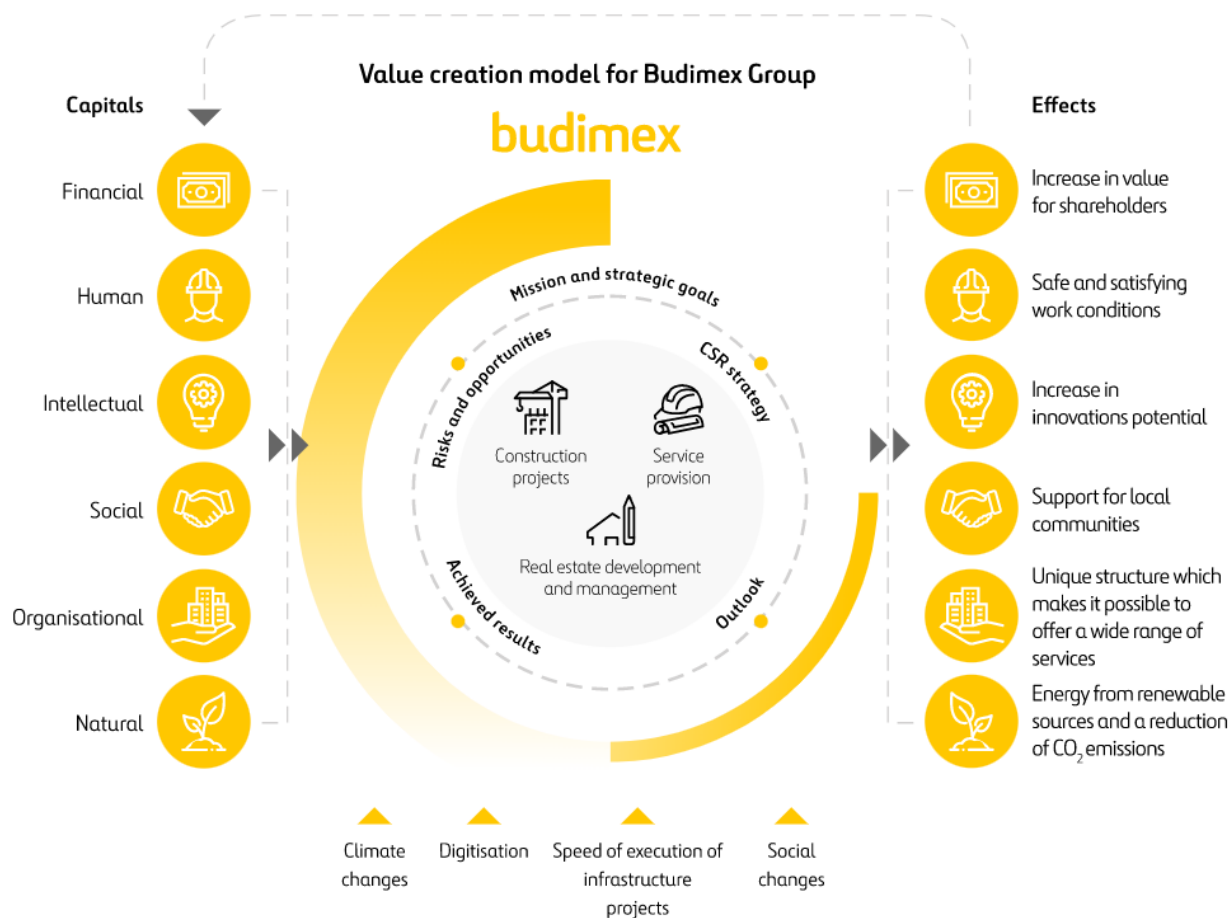 Value creation model for Budimex Group
budimex
Capitals
Financial
Human
Intellectual
Social
Organisational
Natural
Mission and strategic goals
Risks and opportunities
CSR strategy
Achieved results
Outlook
Construction
projects
Service
provision
Real estate development
and management
Effects
Increase in value
for shareholders
Safe and satisfying
work conditions
Increase in
innovations potential
Support for local
communities
Unique structure which
makes it possible to
offer a wide range of
services
Energy from renewable
sources and a reduction
of CO₂ emissions
Climate
changes
Digitisation
Speed of execution of
infrastructure
projects
Social
changes